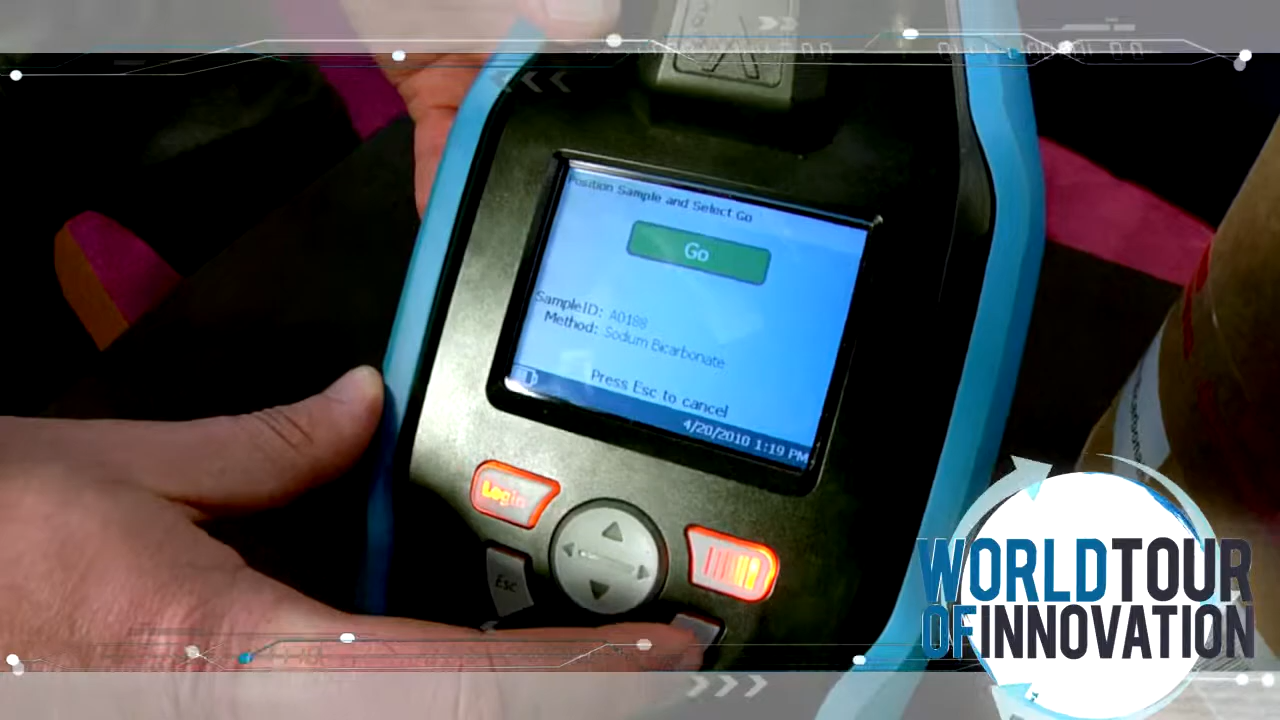 Position Sample and Select Go
Go
SampleID: A0188
Method: Sodium Bicarbonate
Press Esc to cancel
4/20/2010 1:19 PM
Login
Esc
WORLDTOUR
OFINNOVATION